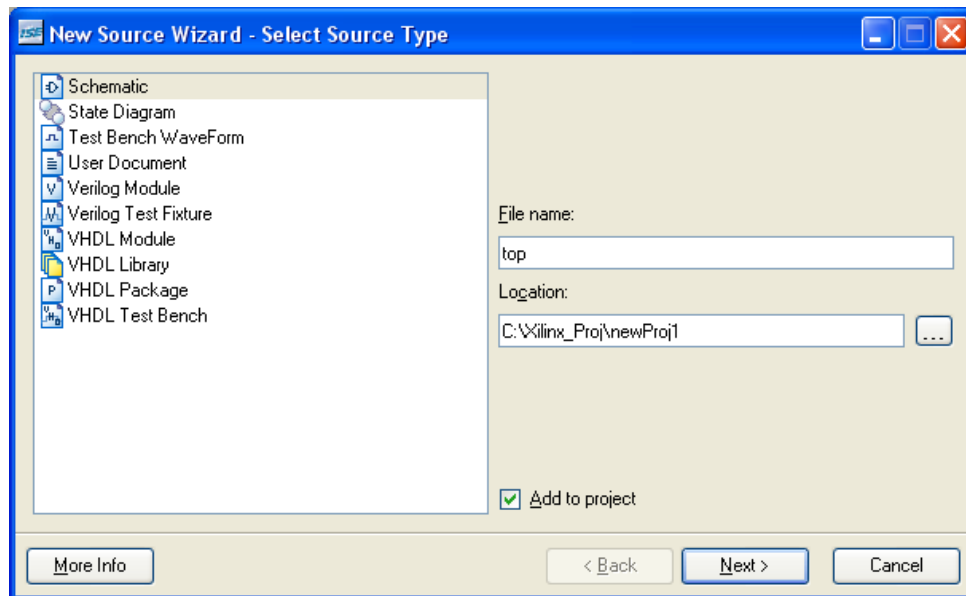 ISE New Source Wizard - Select Source Type
Schematic
State Diagram
Test Bench WaveForm
User Document
Verilog Module
Verilog Test Fixture
VHDL Module
VHDL Library
VHDL Package
VHDL Test Bench
File name:
top
Location:
C:\Xilinx_Proj\newProj1
...
Add to project
More Info
< Back
Next >
Cancel